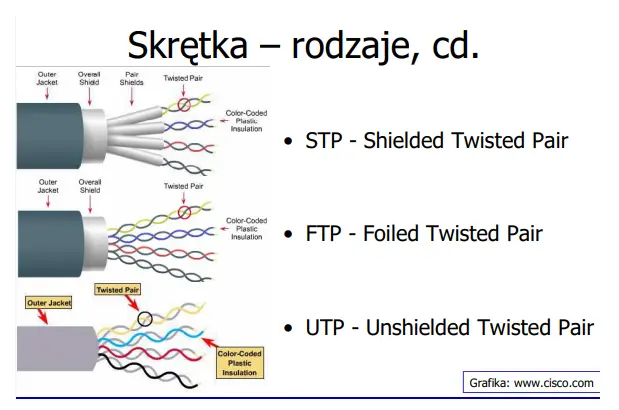 Skrętka – rodzaje, cd.
Outer
Jacket
Overall
Shield
Pair
Shields
Twisted Pair
Color-Coded
Plastic
Insulation
• STP - Shielded Twisted Pair
Outer
Jacket
Overall
Shield
Twisted Pair
Color-Coded
Plastic
Insulation
• FTP - Foiled Twisted Pair
Outer Jacket
Twisted Pair
Color-Coded
Plastic
Insulation
• UTP - Unshielded Twisted Pair
Grafika: www.cisco.com